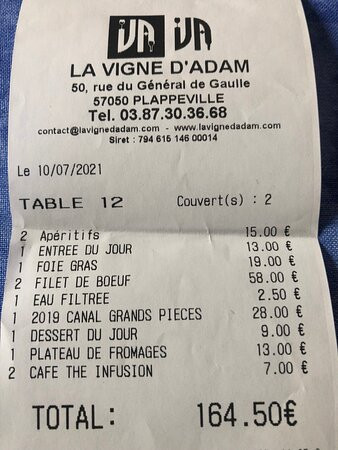 VA VA
LA VIGNE D'ADAM
50, rue du Général de Gaulle
57050 PLAPPEVILLE
Tel. 03.87.30.36.68
contact@lavignedadam.com - www.lavignedadam.com
Siret : 794 615 146 00014
Le 10/07/2021
TABLE 12 Couvert(s) : 2
2 Apéritifs 15.00 €
1 ENTREE DU JOUR 13.00 €
1 FOIE GRAS 19.00 €
2 FILET DE BOEUF 58.00 €
1 EAU FILTREE 2.50 €
1 2019 CANAL GRANDS PIECES 28.00 €
1 DESSERT DU JOUR 9.00 €
1 PLATEAU DE FROMAGES 13.00 €
2 CAFE THE INFUSION 7.00 €
TOTAL: 164.50€